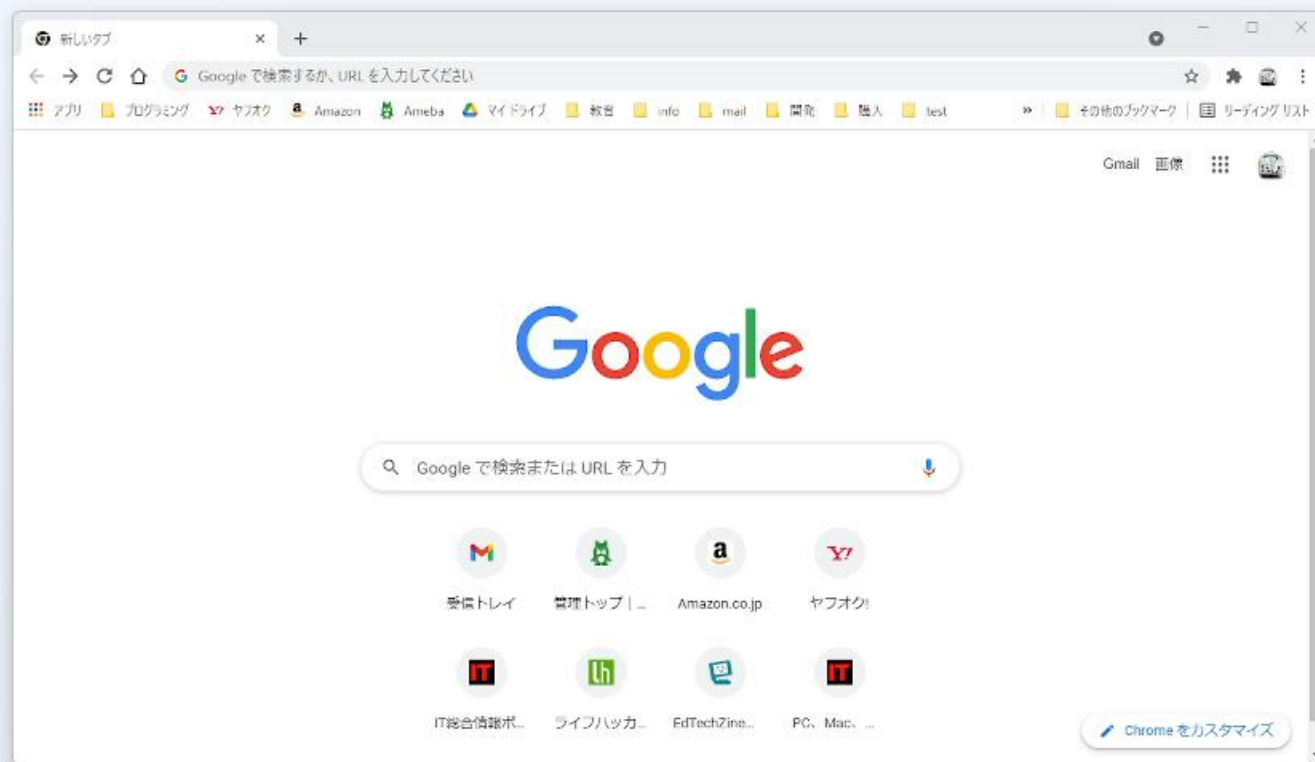 新しいタブ
Google で検索するか、URL を入力してください
アプリ プログラミング ヤフオク Amazon Ameba マイドライブ 教育 info mail 開発 購入 test » その他のブックマーク リーディング リスト
Gmail 画像
Google
Google で検索または URL を入力
受信トレイ 管理トップ | ... Amazon.co.jp ヤフオク!
IT総合情報ポ... ライフハッカ... EdTechZine... PC、Mac、...
Chrome をカスタマイズ